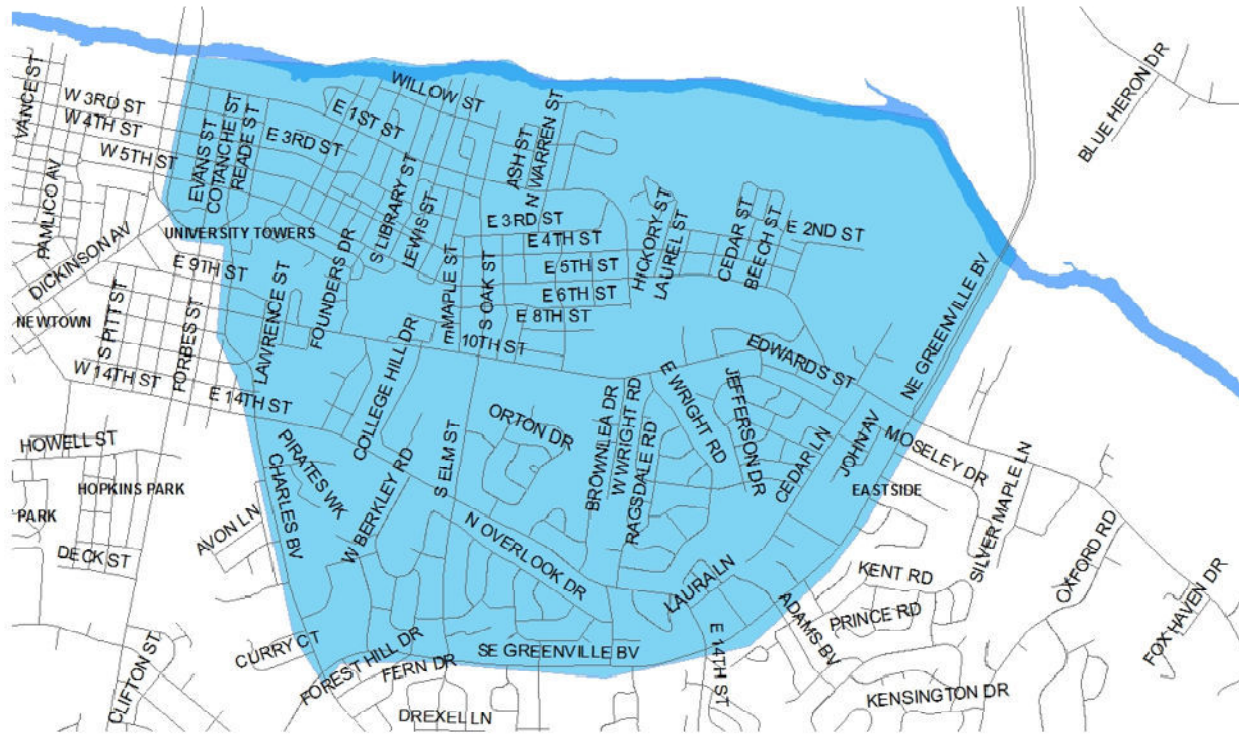 BLUE HERON DR
VANCE ST
W 3RD ST
W 4TH ST
W 5TH ST
WILLOW ST
E 1ST ST
E 3RD ST
EVANS ST
COTANCHE ST
READE ST
ASH ST
N WARREN ST
PAMLICO AV
DICKINSON AV
UNIVERSITY TOWERS
S LIBRARY ST
LEWIS ST
E 3RD ST
E 4TH ST
E 5TH ST
E 6TH ST
E 8TH ST
HICKORY ST
LAUREL ST
CEDAR ST
BEECH ST
E 2ND ST
E 9TH ST
LAWRENCE ST
FOUNDERS DR
MAPLE ST
S OAK ST
E 10TH ST
NE GREENVILLE BV
NEWTOWN
S PITT ST
FORBES ST
W 14TH ST
E 14TH ST
COLLEGE HILL DR
EDWARDS ST
E WRIGHT RD
JEFFERSON DR
BROWNLEA DR
W WRIGHT RD
RAGSDALE RD
ORTON DR
S ELM ST
CEDAR LN
JOHN AV
MOSELEY DR
HOWELL ST
HOPKINS PARK
PARK
DECK ST
AVON LN
CHARLES BV
PIRATES WK
W BERKLEY RD
N OVERLOOK DR
EASTSIDE
SILVER MAPLE LN
OXFORD RD
FOX HAVEN DR
KENT RD
PRINCE RD
LAURA LN
ADAMS BV
E 14TH ST
CURRY CT
FOREST HILL DR
FERN DR
SE GREENVILLE BV
CLIFTON ST
DREXEL LN
KENSINGTON DR